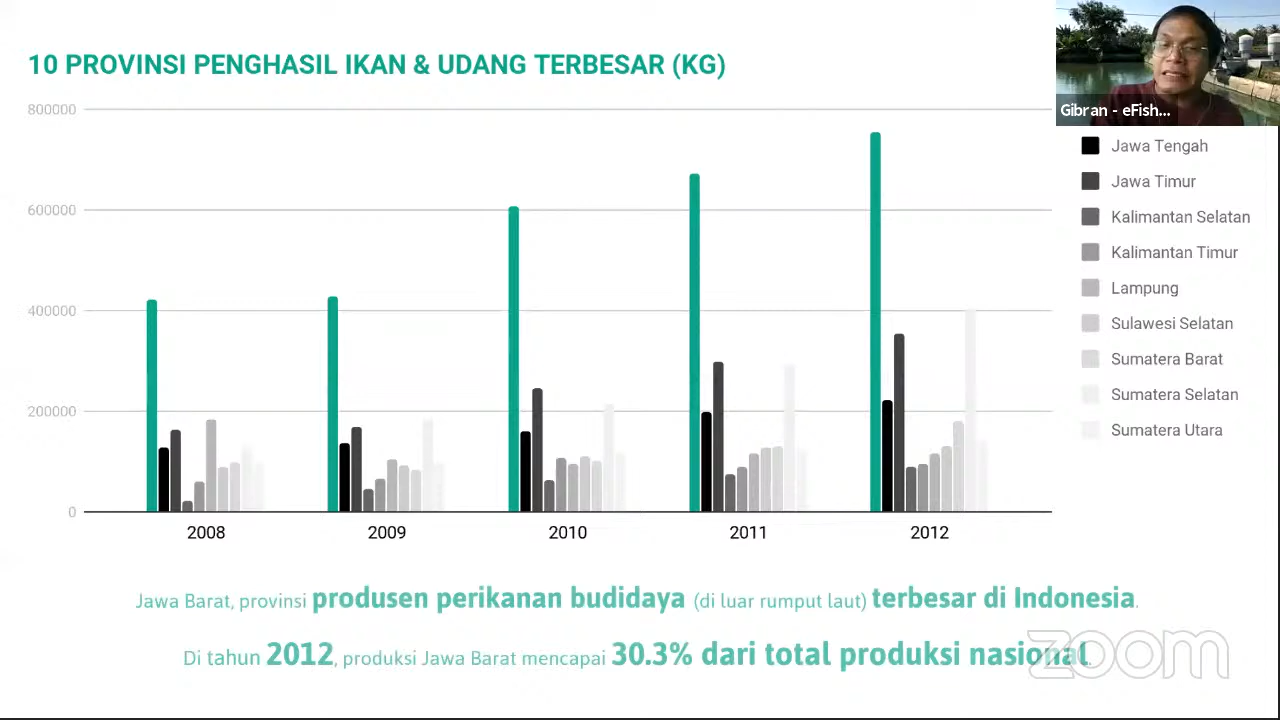 10 PROVINSI PENGHASIL IKAN & UDANG TERBESAR (KG)
Gibran - eFish...
800000
600000
400000
200000
0
2008 2009 2010 2011 2012
Jawa Tengah
Jawa Timur
Kalimantan Selatan
Kalimantan Timur
Lampung
Sulawesi Selatan
Sumatera Barat
Sumatera Selatan
Sumatera Utara
Jawa Barat, provinsi produsen perikanan budidaya (di luar rumput laut) terbesar di Indonesia.
Di tahun 2012, produksi Jawa Barat mencapai 30.3% dari total produksi nasional.
zoom